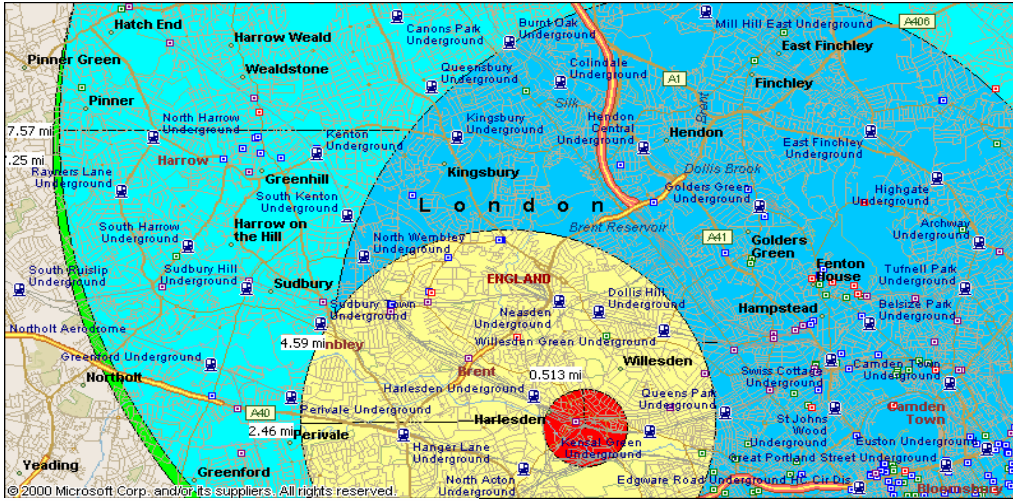 Hatch End
Harrow Weald
Canons Park
Underground
Burnt Oak
Underground
Mill Hill East Underground
A406
East Finchley
Pinner Green
Wealdstone
Queensbury
Underground
Colindale
Underground
A1
Finchley
Pinner
Silk
Brent
North Harrow
Underground
Kingsbury
Underground
Hendon
Central
Underground
Hendon
East Finchley
Underground
7.57 mi
Kenton
Underground
7.25 mi
Harrow
Rayners Lane
Underground
Greenhill
Kingsbury
Dollis Brook
Golders Green
Underground
Highgate
Underground
South Kenton
Underground
London
South Harrow
Underground
Harrow on
the Hill
North Wembley
Underground
Brent Reservoir
A41
Golders
Green
Archway
Underground
South Ruislip
Underground
Sudbury Hill
Underground
Sudbury
ENGLAND
Fenton
House
Tufnell Park
Underground
Sudbury Town
Underground
Neasden
Underground
Dollis Hill
Underground
Hampstead
Belsize Park
Underground
Northolt Aerodrome
4.59 mi
nbley
Willesden Green Underground
Greenford Underground
Brent
Willesden
Swiss Cottage
Underground
Camden Town
Underground
Northolt
0.513 mi
Harlesden Underground
Queens Park
Underground
A40
Perivale Underground
Harlesden
St Johns
Wood
Underground
Camden
Town
2.46 mi
Perivale
Hanger Lane
Underground
Kensal Green
Underground
Euston Underground
Great Portland Street Underground
Yeading
Greenford
North Acton
Underground
Edgware Road Underground HC Cir Dis
Bloomsbury
© 2000 Microsoft Corp. and/or its suppliers. All rights reserved.